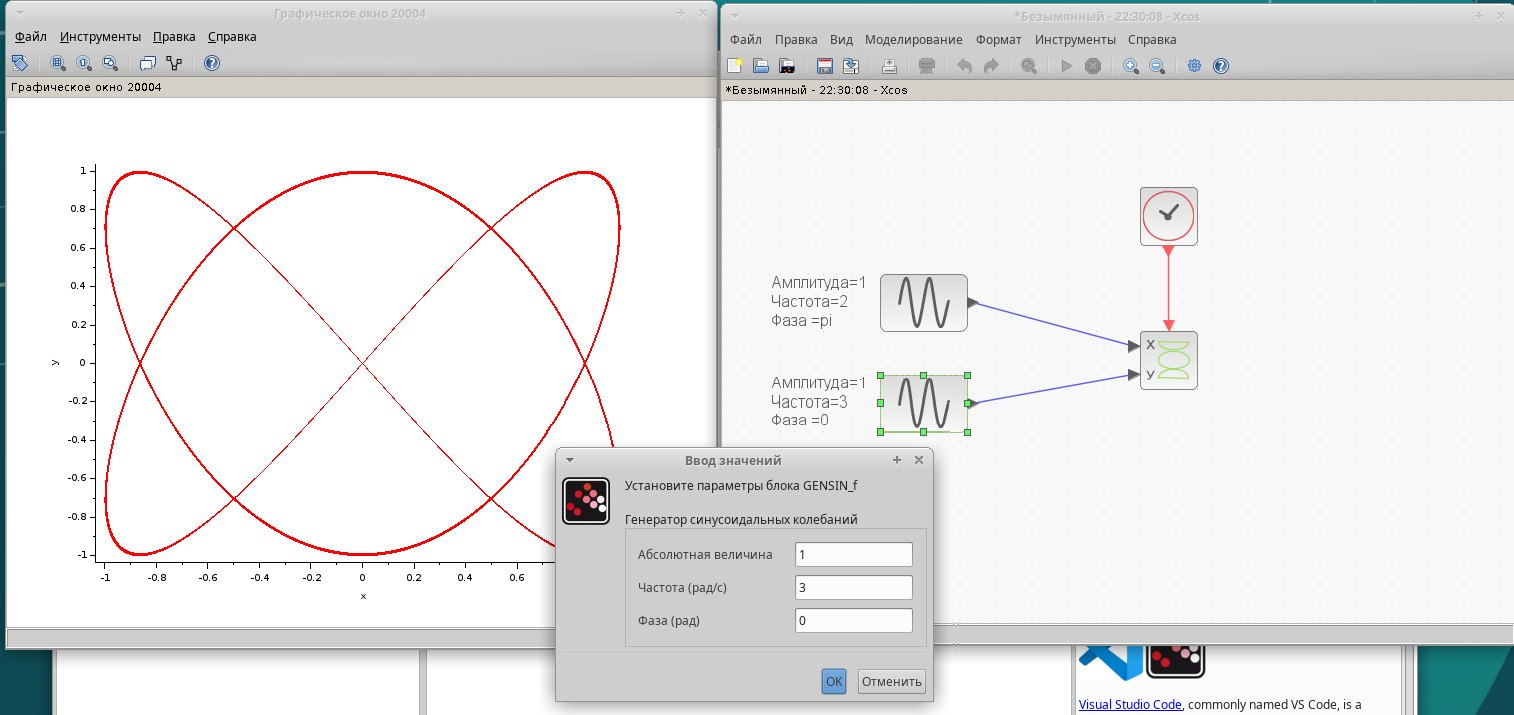 Графическое окно 20004
Файл Инструменты Правка Справка
Графическое окно 20004
1
0.8
0.6
0.4
0.2
0
-0.2
-0.4
-0.6
-0.8
-1
y
-1 -0.8 -0.6 -0.4 -0.2 0 0.2 0.4 0.6
x
*Безымянный - 22:30:08 - Xcos
Файл Правка Вид Моделирование Формат Инструменты Справка
*Безымянный - 22:30:08 - Xcos
Амплитуда=1
Частота=2
Фаза =pi
Амплитуда=1
Частота=3
Фаза =0
X
y
Ввод значений
Установите параметры блока GENSIN_f
Генератор синусоидальных колебаний
Абсолютная величина 1
Частота (рад/с) 3
Фаза (рад) 0
OK Отменить
Visual Studio Code, commonly named VS Code, is a